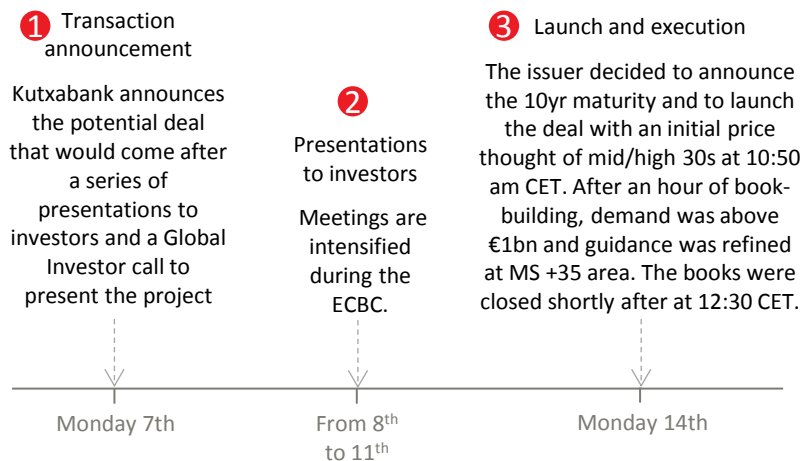 1 Transaction
announcement
Kutxabank announces
the potential deal
that would come after
a series of
presentations to
investors and a Global
Investor call to
present the project
2
Presentations
to investors
Meetings are
intensified
during the
ECBC.
3 Launch and execution
The issuer decided to announce
the 10yr maturity and to launch
the deal with an initial price
thought of mid/high 30s at 10:50
am CET. After an hour of book-
building, demand was above
€1bn and guidance was refined
at MS +35 area. The books were
closed shortly after at 12:30 CET.
Monday 7th
From 8th
to 11th
Monday 14th